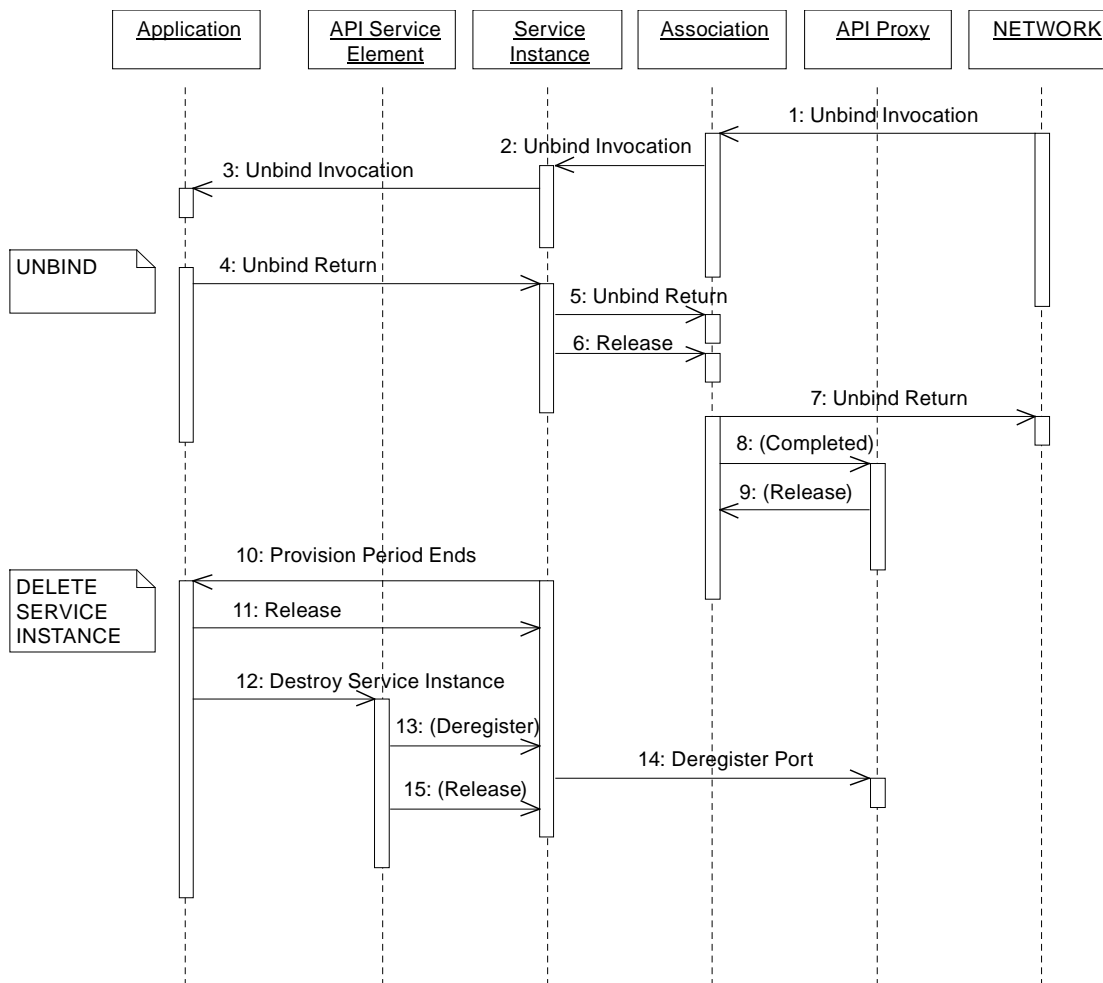 Application
API Service
Element
Service
Instance
Association
API Proxy
NETWORK
1: Unbind Invocation
2: Unbind Invocation
3: Unbind Invocation
UNBIND
4: Unbind Return
5: Unbind Return
6: Release
7: Unbind Return
8: (Completed)
9: (Release)
10: Provision Period Ends
DELETE
SERVICE
INSTANCE
11: Release
12: Destroy Service Instance
13: (Deregister)
14: Deregister Port
15: (Release)